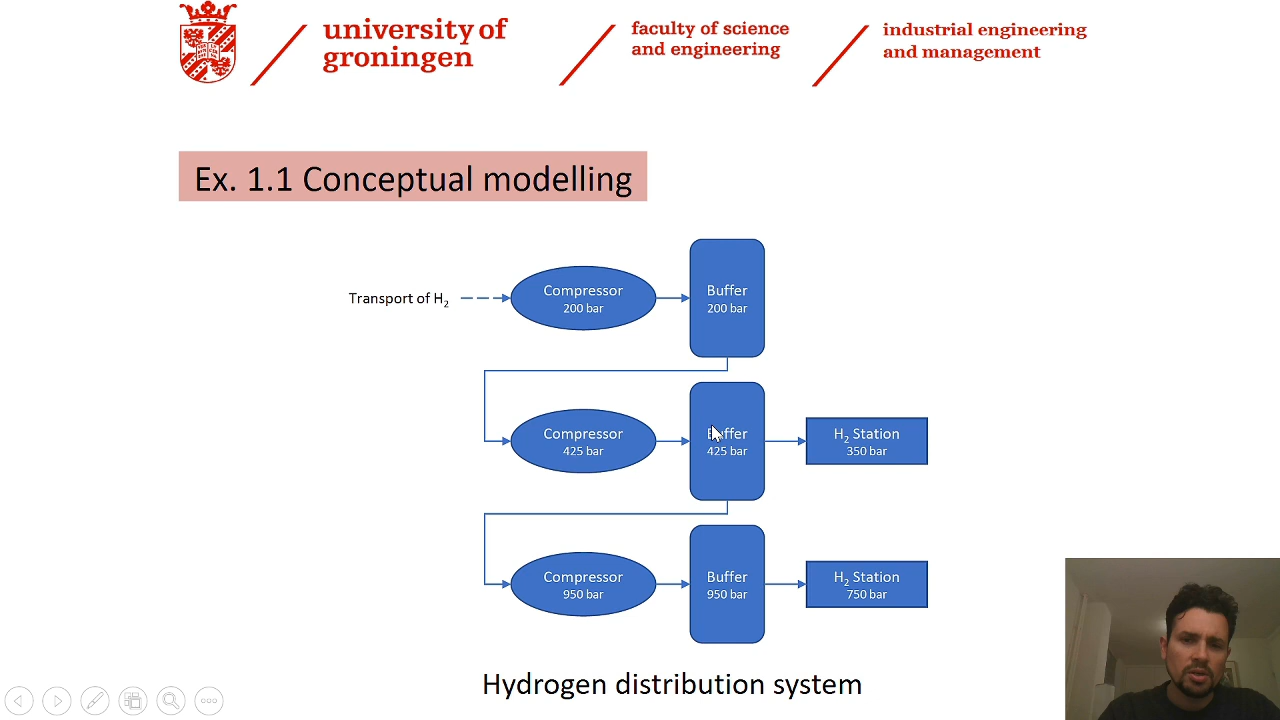 university of
groningen
faculty of science
and engineering
industrial engineering
and management
Ex. 1.1 Conceptual modelling
Transport of H₂
Compressor
200 bar
Buffer
200 bar
Compressor
425 bar
Buffer
425 bar
H₂ Station
350 bar
Compressor
950 bar
Buffer
950 bar
H₂ Station
750 bar
Hydrogen distribution system